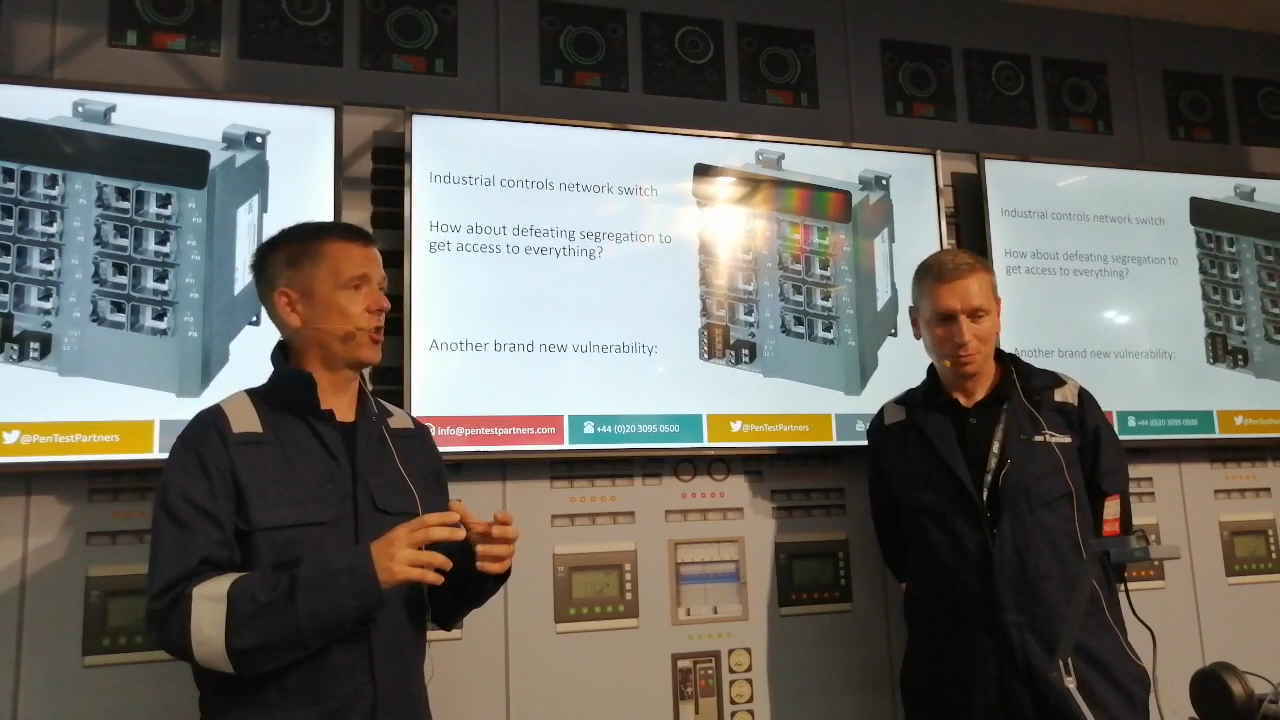 Industrial controls network switch
How about defeating segregation to
get access to everything?
Another brand new vulnerability:
info@pentestpartners.com
+44 (0)20 3095 0500
@PenTestPartners
@PenTestPartners
Industrial controls network switch
How about defeating segregation to
get access to everything?
Another brand new vulnerability:
+44 (0)20 3095 0500
@PenTestPartners